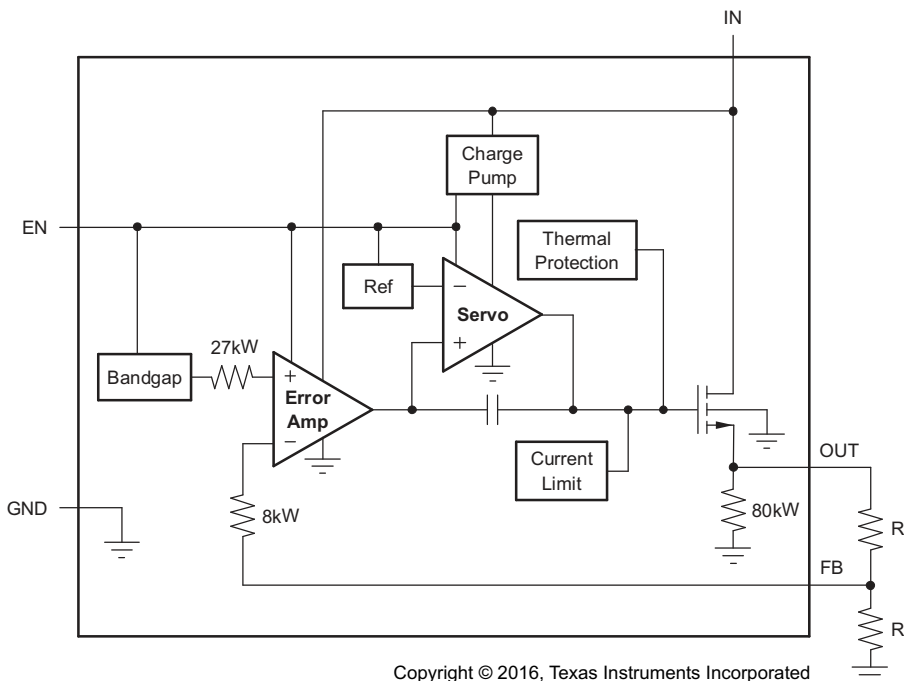 IN
Charge
Pump
EN
Thermal
Protection
Ref
−
Servo
+
27kW
Bandgap
+
Error
Amp
−
Current
Limit
OUT
GND
8kW
80kW
R
FB
R
Copyright © 2016, Texas Instruments Incorporated